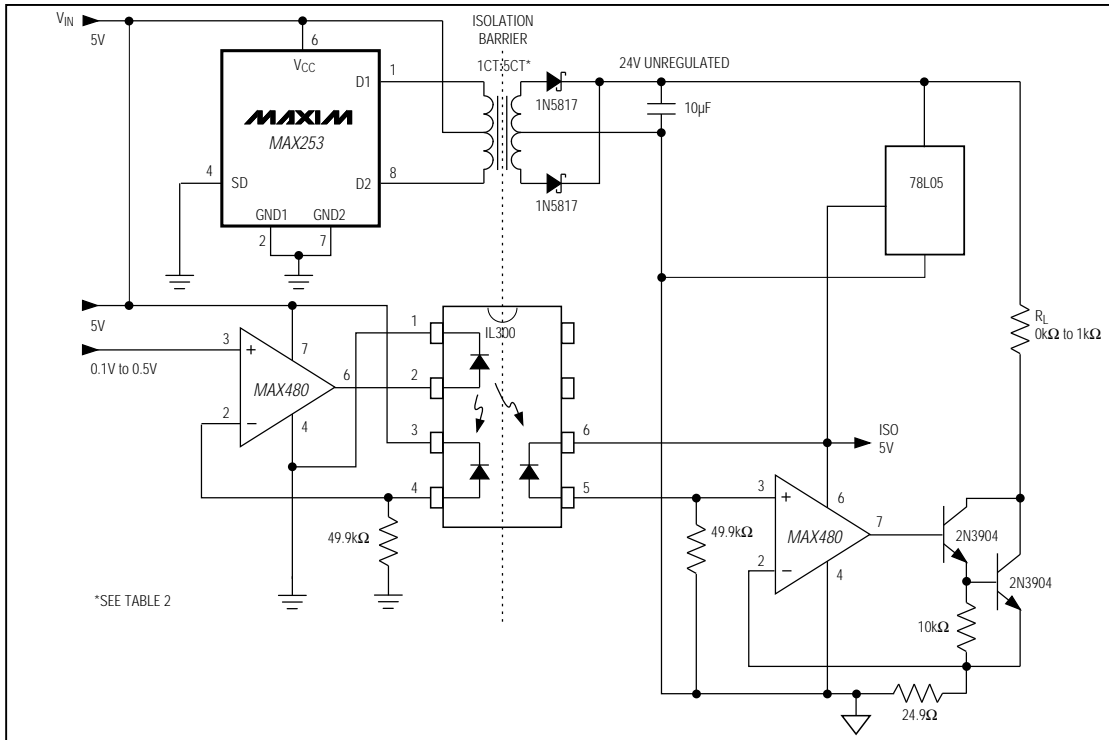 VIN
5V
ISOLATION
BARRIER
1CT:5CT*
24V UNREGULATED
6
VCC
D1
1
MAXIM
MAX253
1N5817
10µF
4
SD
D2
8
1N5817
78L05
GND1
GND2
2
7
5V
0.1V to 0.5V
3
+
7
MAX480
6
2
−
4
1
IL300
2
3
4
6
5
RL
0kΩ to 1kΩ
ISO
5V
49.9kΩ
49.9kΩ
3
+
6
MAX480
7
2
−
4
2N3904
2N3904
10kΩ
24.9Ω
*SEE TABLE 2